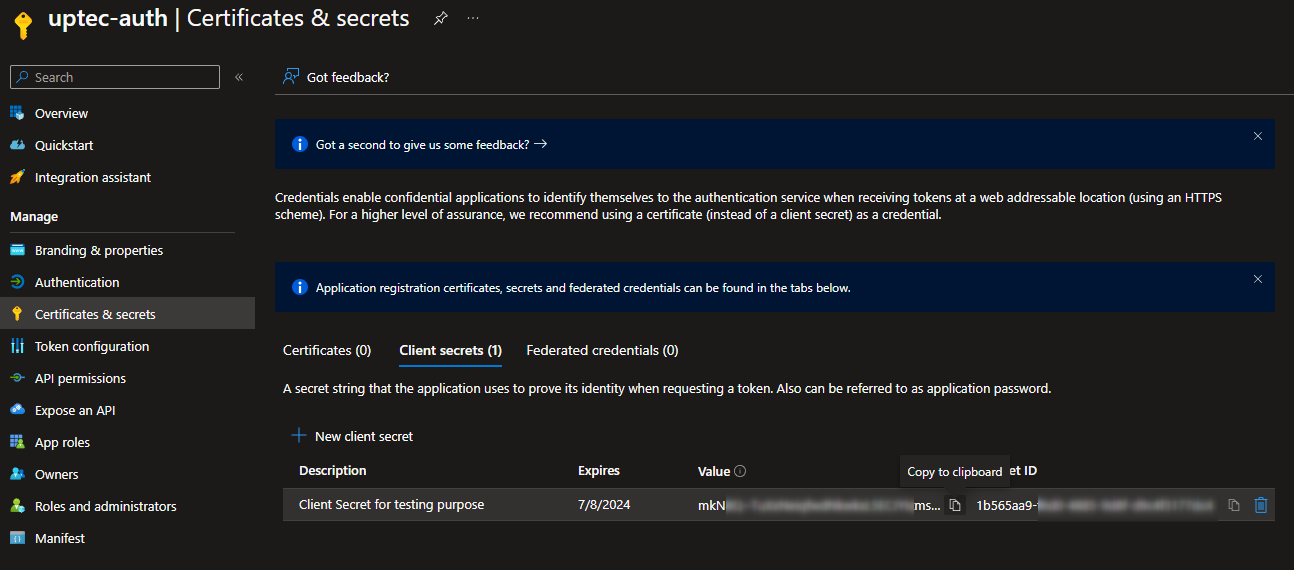 uptec-auth | Certificates & secrets
Search
Got feedback?
Overview
Quickstart
Integration assistant
Manage
Branding & properties
Authentication
Certificates & secrets
Token configuration
API permissions
Expose an API
App roles
Owners
Roles and administrators
Manifest
Got a second to give us some feedback?
Credentials enable confidential applications to identify themselves to the authentication service when receiving tokens at a web addressable location (using an HTTPS
scheme). For a higher level of assurance, we recommend using a certificate (instead of a client secret) as a credential.
Application registration certificates, secrets and federated credentials can be found in the tabs below.
Certificates (0) Client secrets (1) Federated credentials (0)
A secret string that the application uses to prove its identity when requesting a token. Also can be referred to as application password.
New client secret
Copy to clipboard
Description Expires Value et ID
Client Secret for testing purpose 7/8/2024 mkN ms... 1b565aa9-